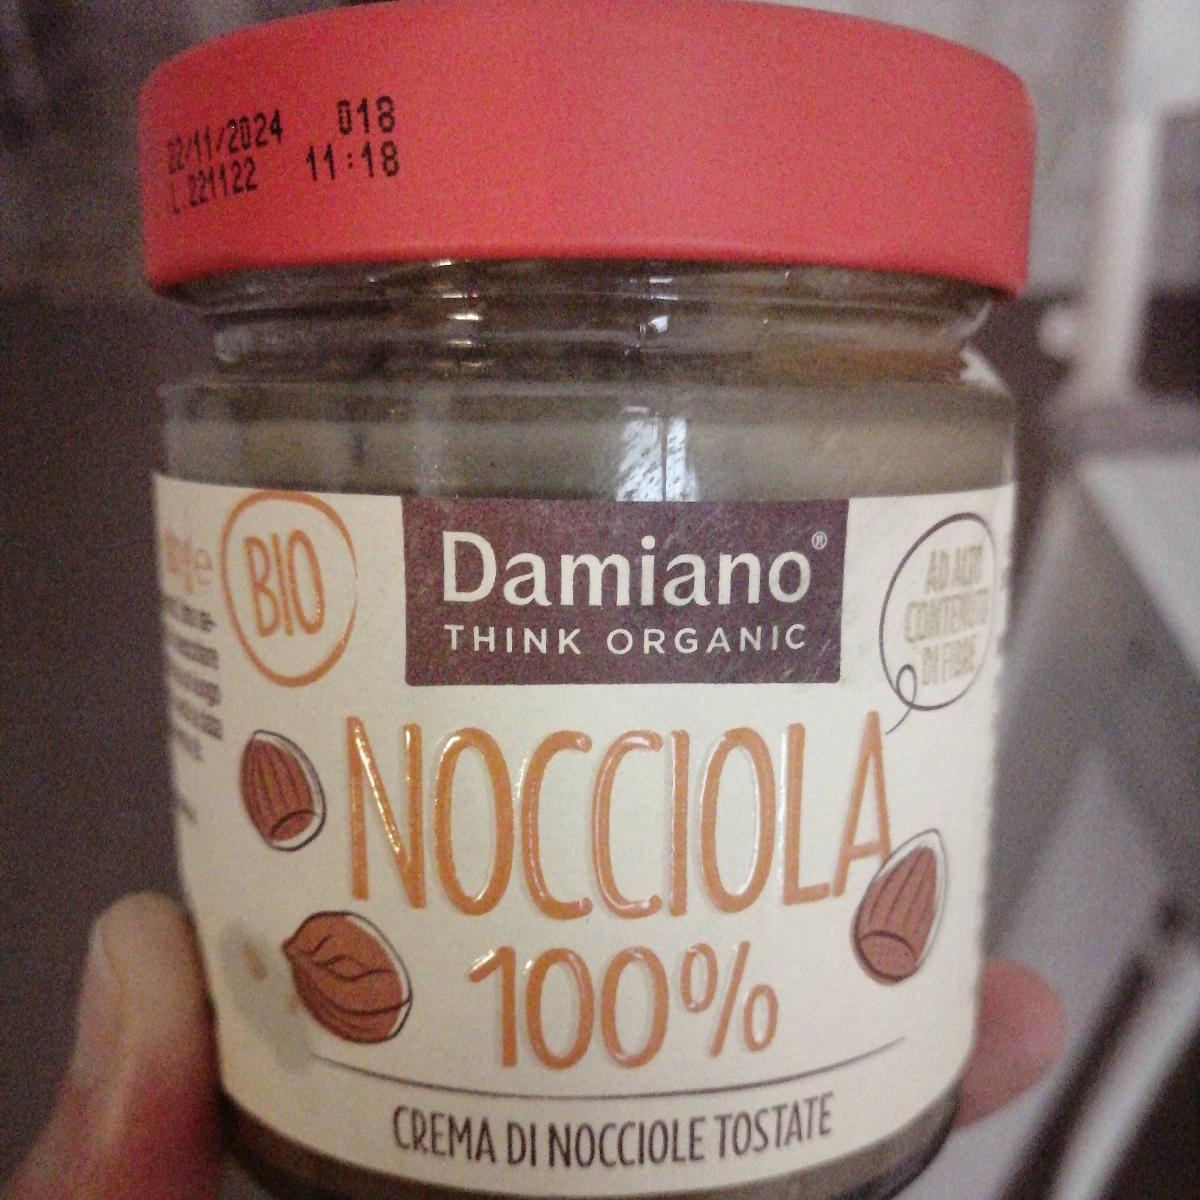 22/11/2024 018
L.221122 11:18
BIO
Damiano®
THINK ORGANIC
AD ALTO
CONTENUTO
DI FIBRE
NOCCIOLA
100%
CREMA DI NOCCIOLE TOSTATE